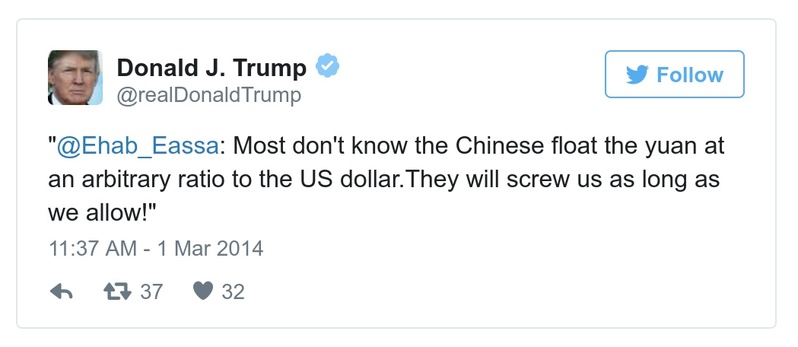 Donald J. Trump
@realDonaldTrump
Follow
"@Ehab_Eassa: Most don't know the Chinese float the yuan at
an arbitrary ratio to the US dollar.They will screw us as long as
we allow!"
11:37 AM - 1 Mar 2014
37 32